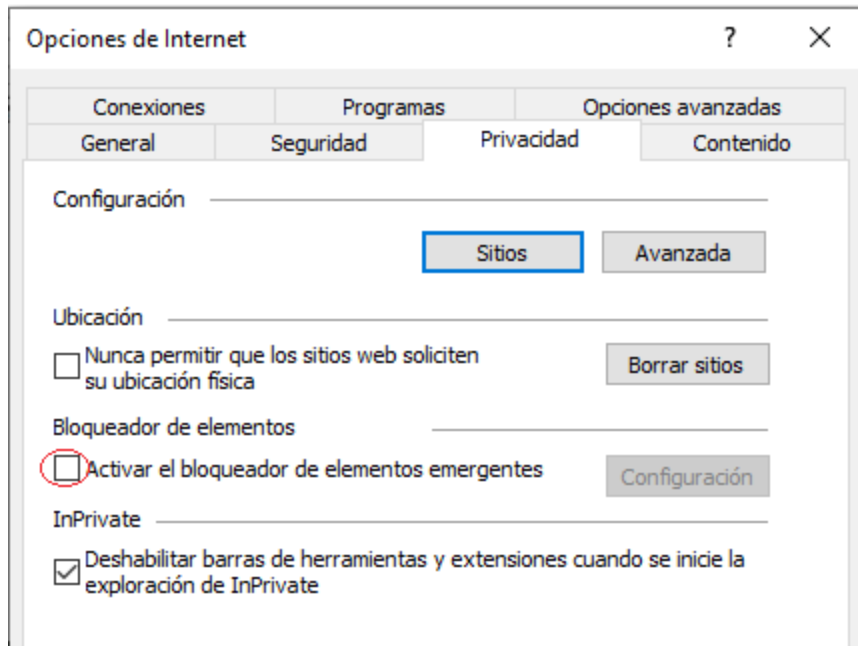 Opciones de Internet
?
Conexiones Programas Opciones avanzadas
General Seguridad Privacidad Contenido
Configuración
Sitios Avanzada
Ubicación
Nunca permitir que los sitios web soliciten
su ubicación física
Borrar sitios
Bloqueador de elementos
Activar el bloqueador de elementos emergentes
Configuración
InPrivate
Deshabilitar barras de herramientas y extensiones cuando se inicie la
exploración de InPrivate